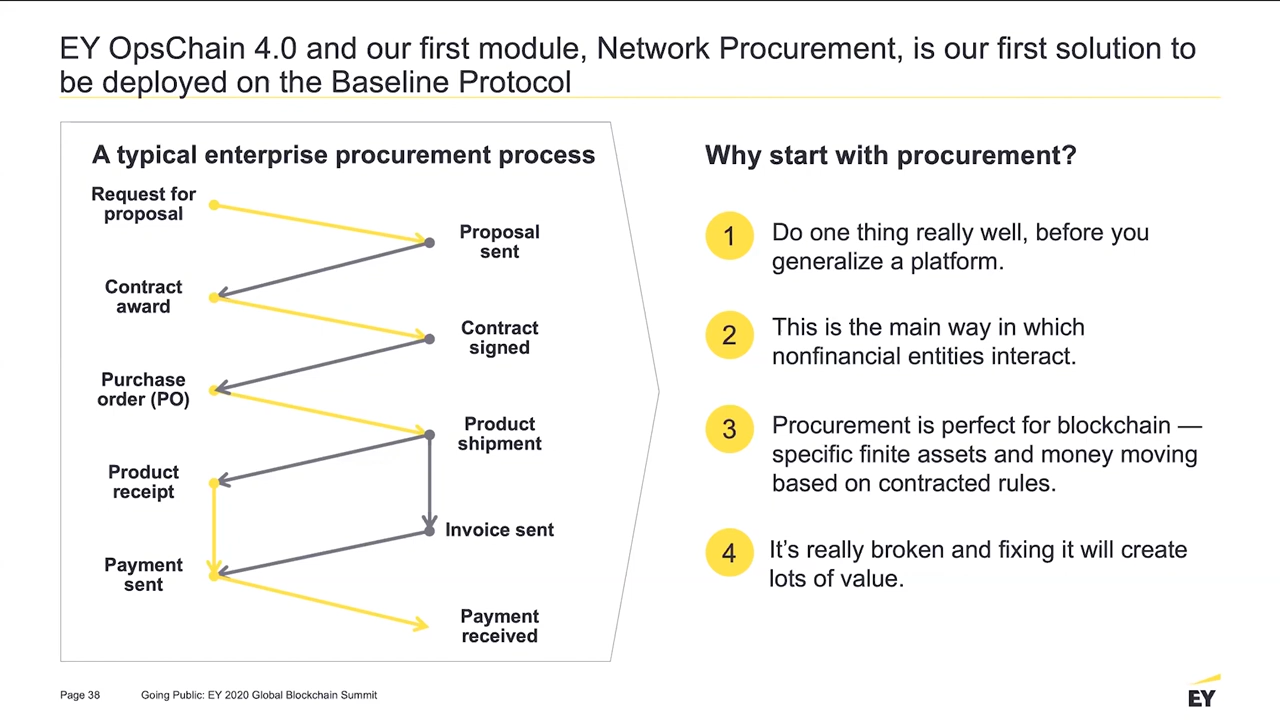 EY OpsChain 4.0 and our first module, Network Procurement, is our first solution to
be deployed on the Baseline Protocol
A typical enterprise procurement process
Request for
proposal
Proposal
sent
Contract
award
Contract
signed
Purchase
order (PO)
Product
shipment
Product
receipt
Invoice sent
Payment
sent
Payment
received
Why start with procurement?
1
Do one thing really well, before you
generalize a platform.
2
This is the main way in which
nonfinancial entities interact.
3
Procurement is perfect for blockchain —
specific finite assets and money moving
based on contracted rules.
4
It’s really broken and fixing it will create
lots of value.
Page 38
Going Public: EY 2020 Global Blockchain Summit
EY